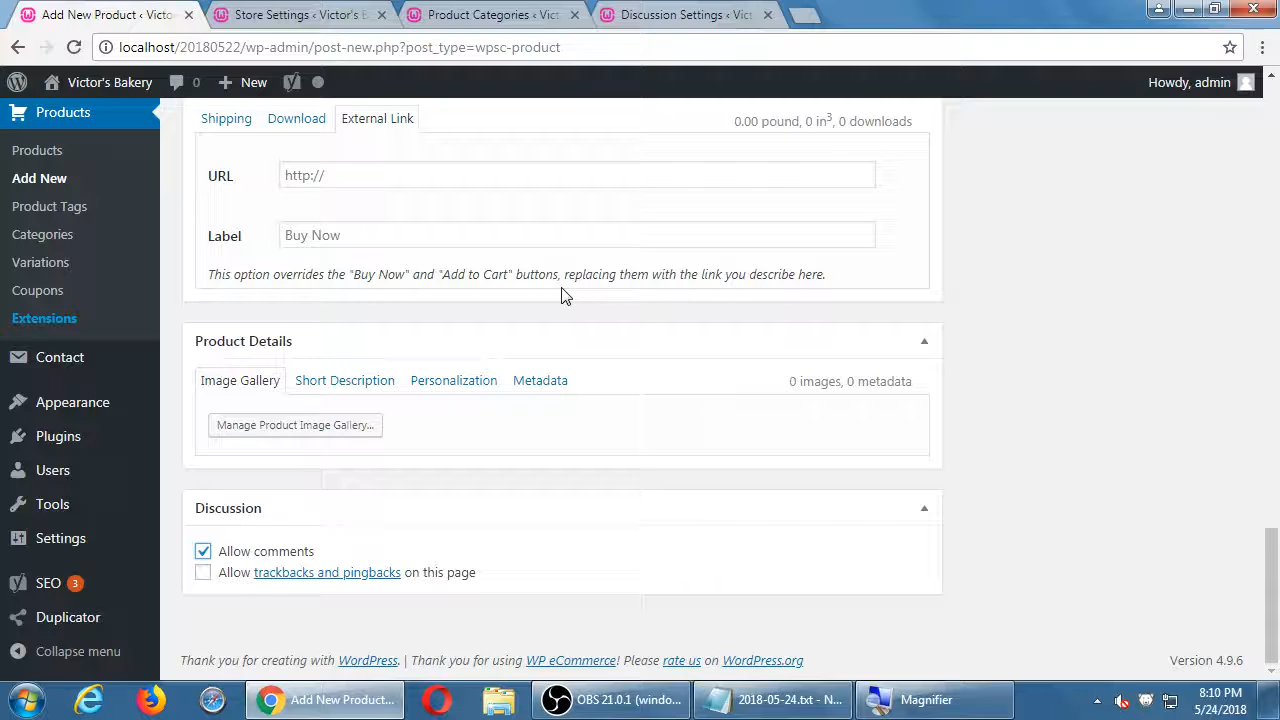 Add New Product ‹ Victo
Store Settings ‹ Victor's B
Product Categories ‹ Vict
Discussion Settings ‹ Vict
localhost/20180522/wp-admin/post-new.php?post_type=wpsc-product
Victor's Bakery
0
New
Howdy, admin
Products
Products
Add New
Product Tags
Categories
Variations
Coupons
Extensions
Contact
Appearance
Plugins
Users
Tools
Settings
SEO 3
Duplicator
Collapse menu
Shipping
Download
External Link
0.00 pound, 0 in³, 0 downloads
URL
http://
Label
Buy Now
This option overrides the "Buy Now" and "Add to Cart" buttons, replacing them with the link you describe here.
Product Details
Image Gallery
Short Description
Personalization
Metadata
0 images, 0 metadata
Manage Product Image Gallery...
Discussion
Allow comments
Allow trackbacks and pingbacks on this page
Thank you for creating with WordPress. | Thank you for using WP eCommerce! Please rate us on WordPress.org
Version 4.9.6
Add New Product...
OBS 21.0.1 (windo...
2018-05-24.txt - N...
Magnifier
8:10 PM
5/24/2018